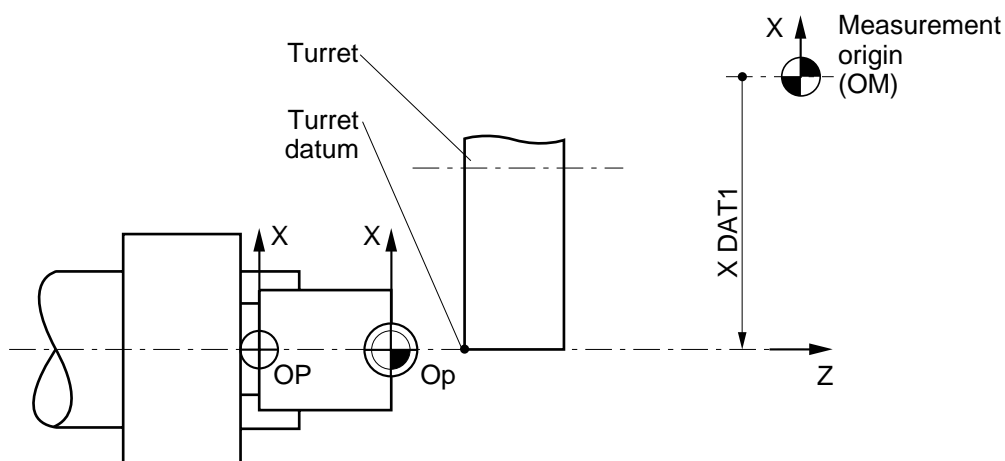 X
Measurement
origin
(OM)
Turret
Turret
datum
X DAT1
X
X
OP
Op
Z